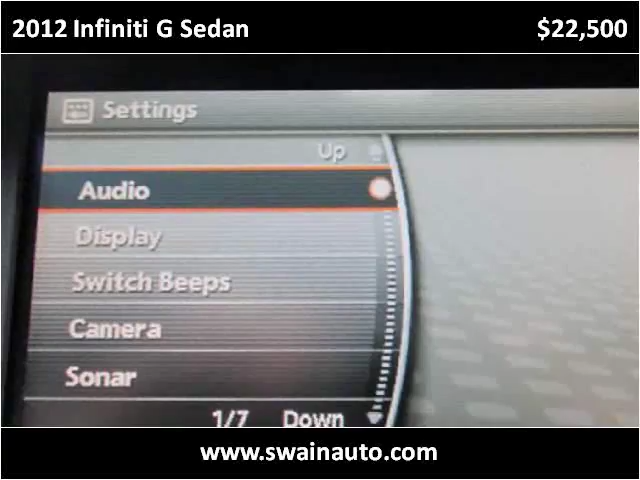 2012 Infiniti G Sedan $22,500
Settings
Up
Audio
Display
Switch Beeps
Camera
Sonar
1/7 Down
www.swainauto.com